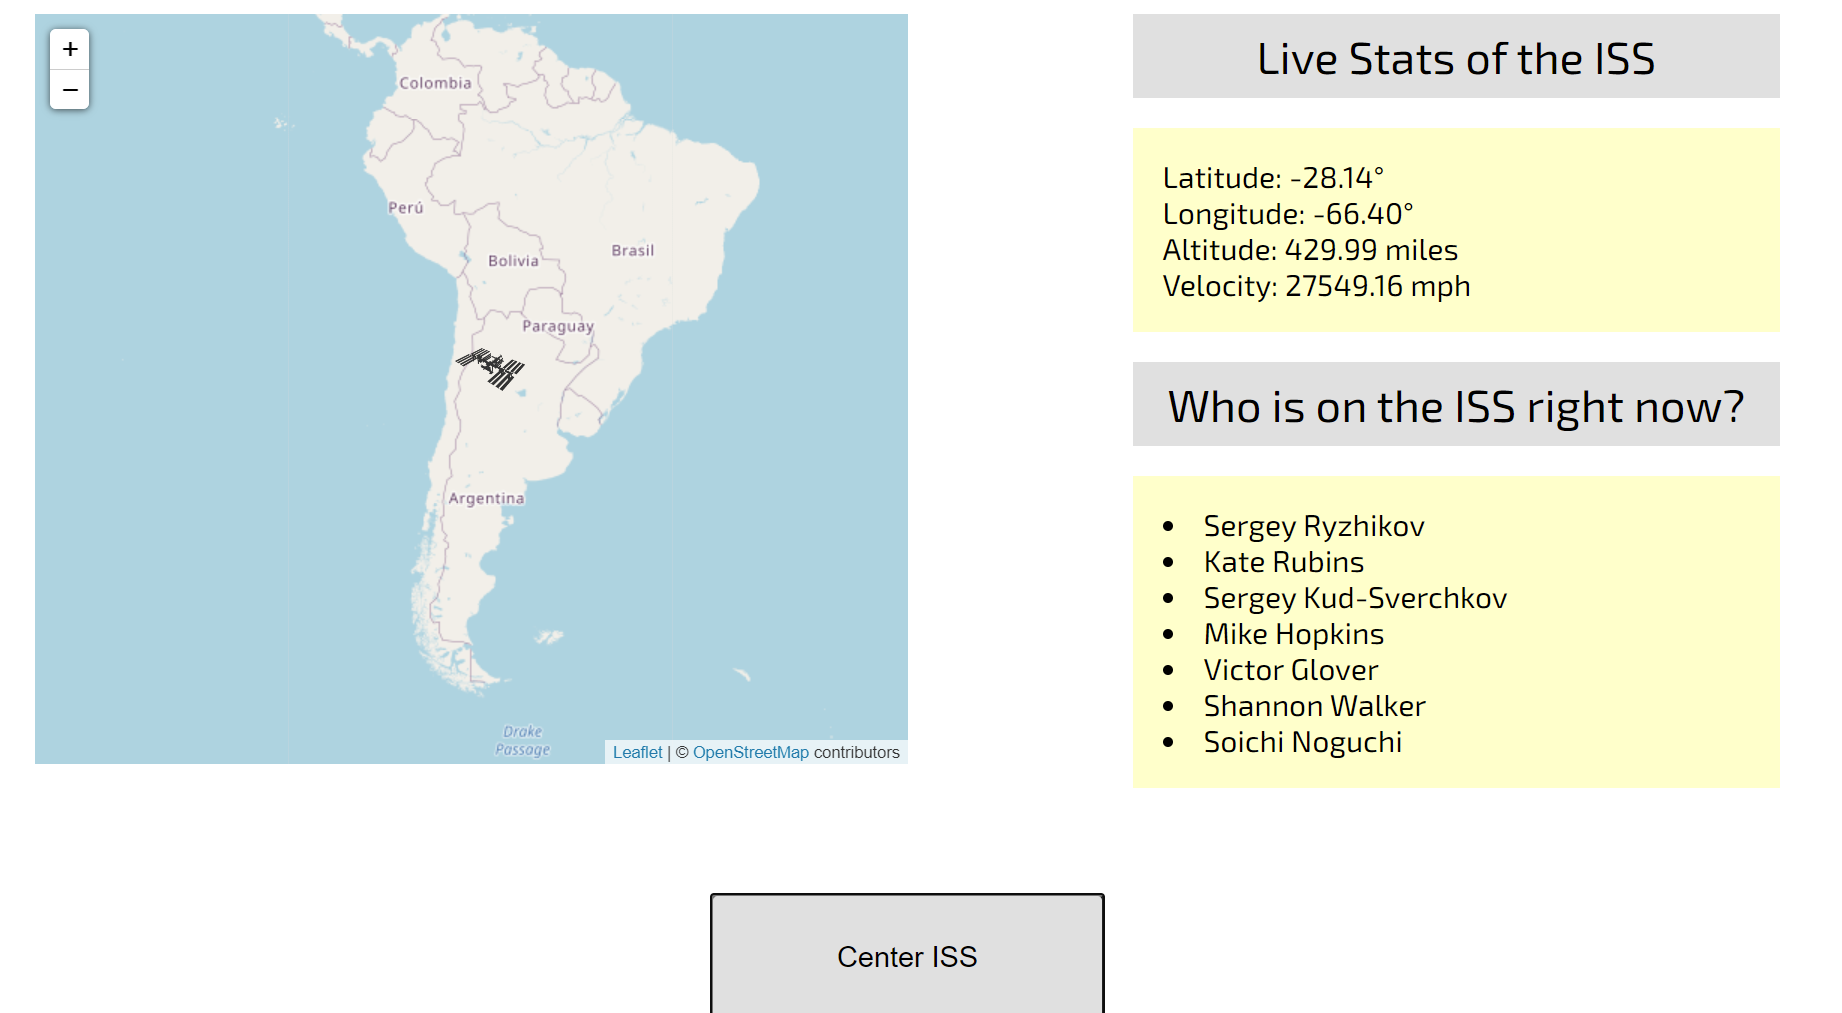 +
−
Colombia
Perú
Bolivia
Brasil
Paraguay
Argentina
Drake
Passage
Leaflet | © OpenStreetMap contributors
Live Stats of the ISS
Latitude: -28.14°
Longitude: -66.40°
Altitude: 429.99 miles
Velocity: 27549.16 mph
Who is on the ISS right now?
• Sergey Ryzhikov
• Kate Rubins
• Sergey Kud-Sverchkov
• Mike Hopkins
• Victor Glover
• Shannon Walker
• Soichi Noguchi
Center ISS